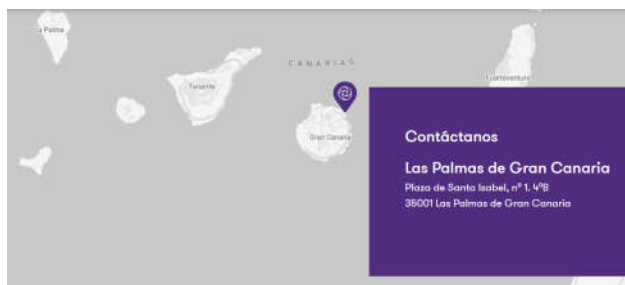 La Palma
CANARIAS
Tenerife
Fuerteventura
Gran Canaria
Contáctanos
Las Palmas de Gran Canaria
Plaza de Santa Isabel, nº 1. 4ºB
35001 Las Palmas de Gran Canaria